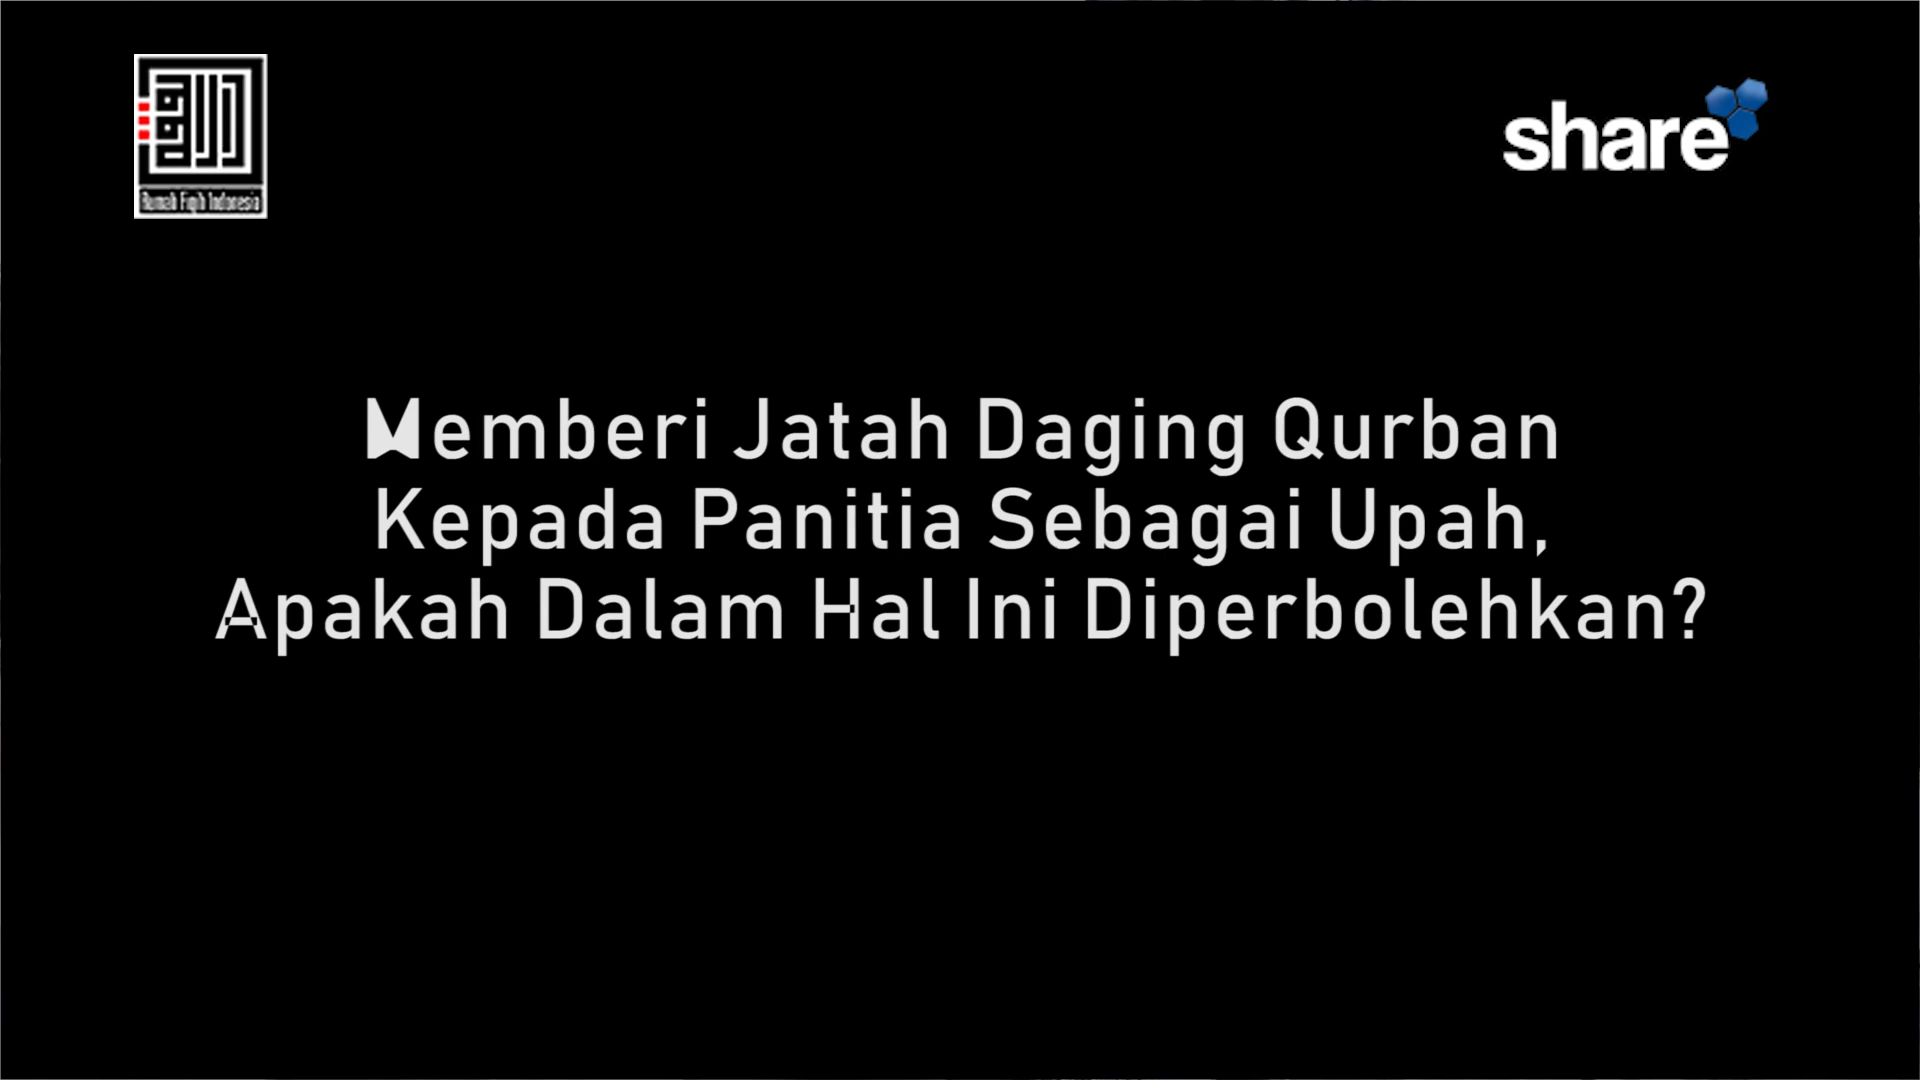 Rumah Fiqih Indonesia
share
Memberi Jatah Daging Qurban
Kepada Panitia Sebagai Upah,
Apakah Dalam Hal Ini Diperbolehkan?